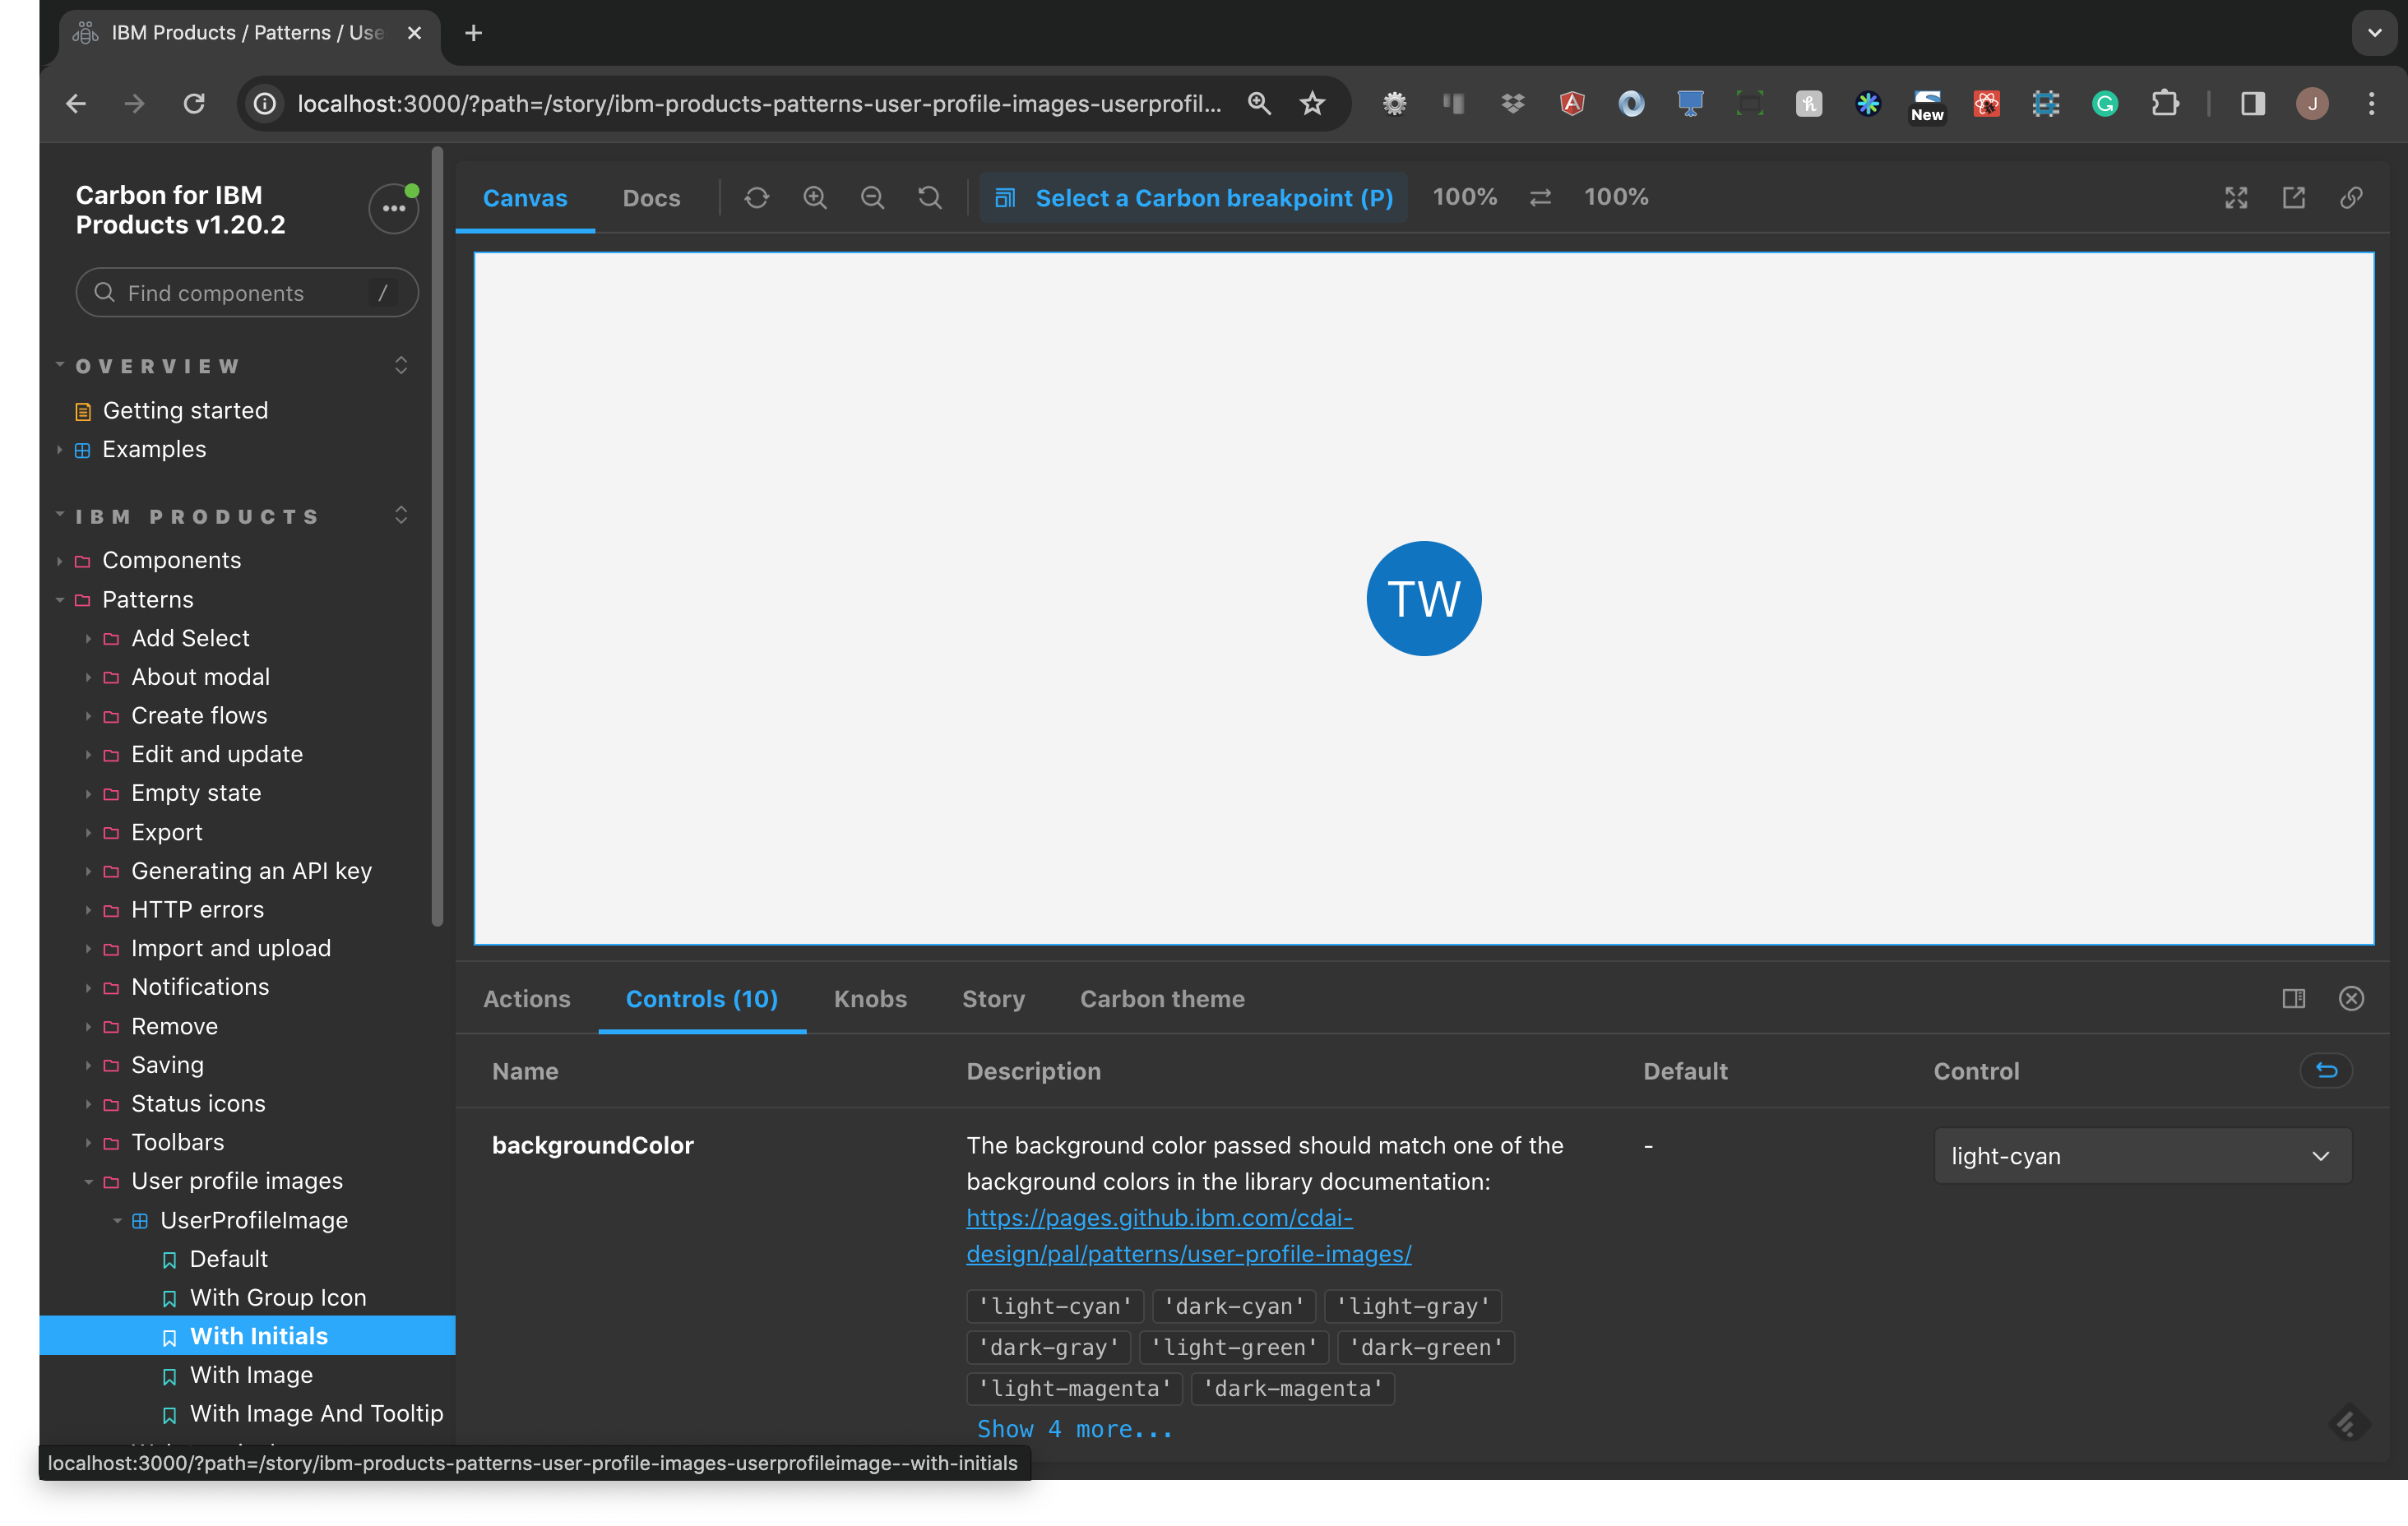 IBM Products / Patterns / Use
localhost:3000/?path=/story/ibm-products-patterns-user-profile-images-userprofil...
New
J
Carbon for IBM
Products v1.20.2
Find components
/
OVERVIEW
Getting started
Examples
IBM PRODUCTS
Components
Patterns
Add Select
About modal
Create flows
Edit and update
Empty state
Export
Generating an API key
HTTP errors
Import and upload
Notifications
Remove
Saving
Status icons
Toolbars
User profile images
UserProfileImage
Default
With Group Icon
With Initials
With Image
With Image And Tooltip
localhost:3000/?path=/story/ibm-products-patterns-user-profile-images-userprofileimage--with-initials
Canvas
Docs
Select a Carbon breakpoint (P)
100%
100%
TW
Actions
Controls (10)
Knobs
Story
Carbon theme
Name
Description
Default
Control
backgroundColor
The background color passed should match one of the
background colors in the library documentation:
https://pages.github.ibm.com/cdai-
design/pal/patterns/user-profile-images/
'light-cyan' 'dark-cyan' 'light-gray'
'dark-gray' 'light-green' 'dark-green'
'light-magenta' 'dark-magenta'
Show 4 more...
-
light-cyan